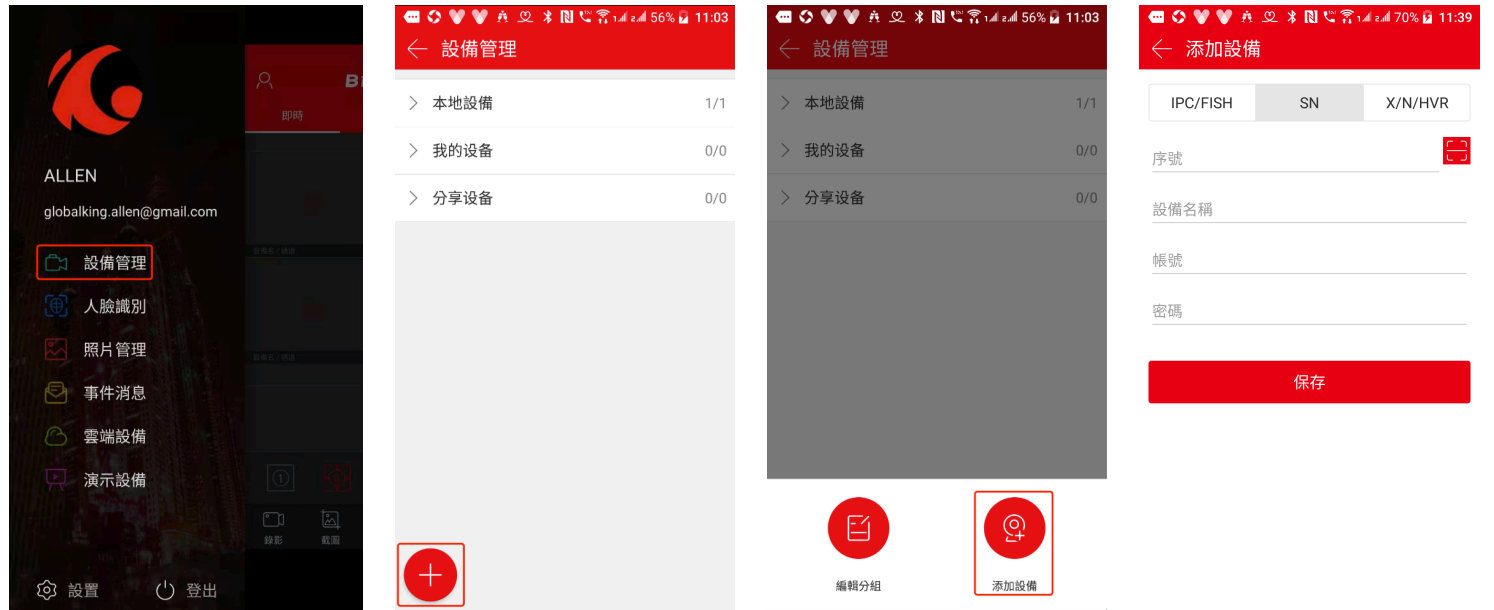 B
即時
ALLEN
globalking.allen@gmail.com
設備管理
人臉識別
照片管理
事件消息
雲端設備
演示設備
錄影
截圖
設置
登出
56% 11:03
設備管理
本地設備 1/1
我的设备 0/0
分享设备 0/0
56% 11:03
設備管理
本地設備 1/1
我的设备 0/0
分享设备 0/0
編輯分組
添加設備
70% 11:39
添加設備
IPC/FISH SN X/N/HVR
序號
設備名稱
帳號
密碼
保存